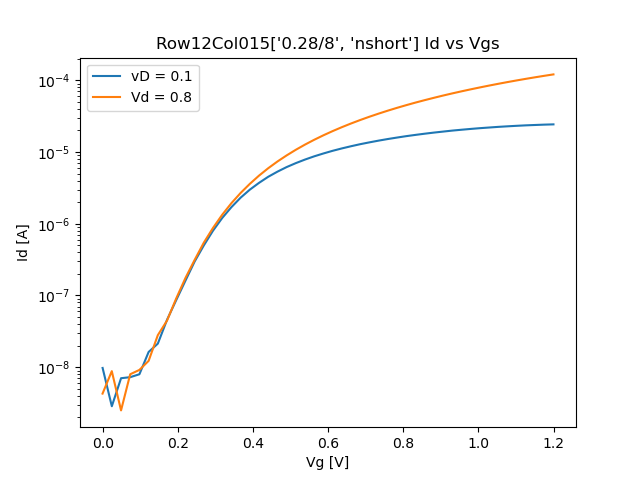 Row12Col015['0.28/8', 'nshort'] Id vs Vgs
vD = 0.1
Vd = 0.8
Id [A]
10⁻⁴
10⁻⁵
10⁻⁶
10⁻⁷
10⁻⁸
0.0 0.2 0.4 0.6 0.8 1.0 1.2
Vg [V]